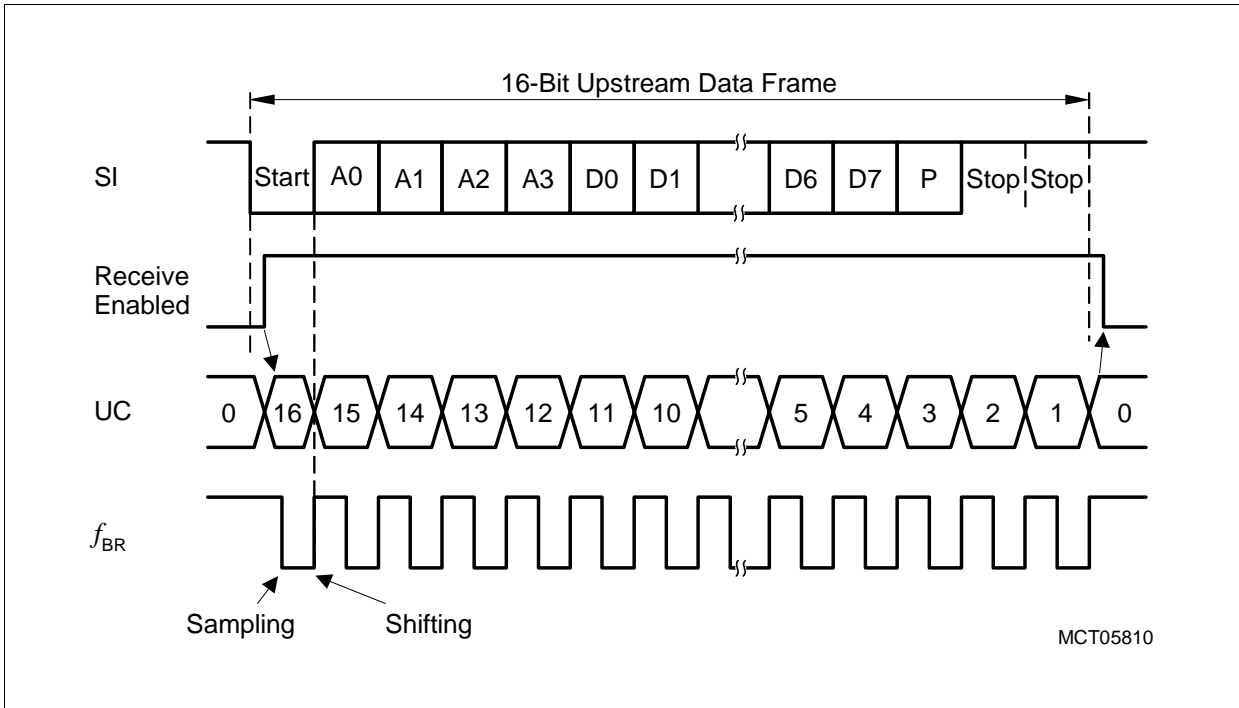 16-Bit Upstream Data Frame
SI
Start A0 A1 A2 A3 D0 D1 D6 D7 P Stop Stop
Receive
Enabled
UC
0 16 15 14 13 12 11 10 5 4 3 2 1 0
fBR
Sampling Shifting
MCT05810